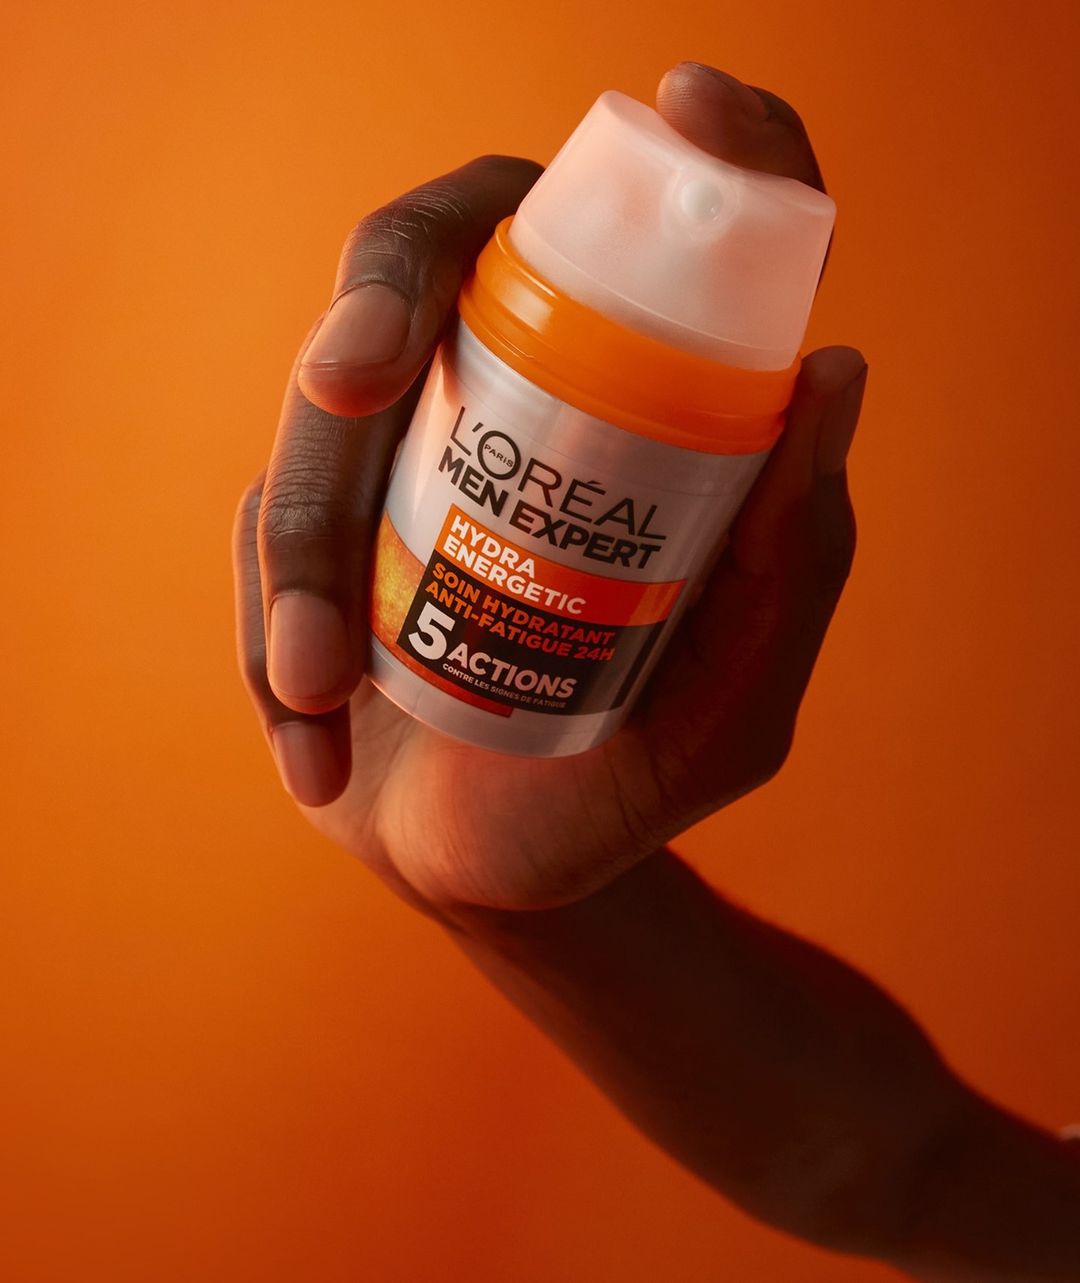 L'ORÉAL
PARIS
MEN EXPERT
HYDRA
ENERGETIC
SOIN HYDRATANT
ANTI-FATIGUE 24H
5 ACTIONS
CONTRE LES SIGNES DE FATIGUE